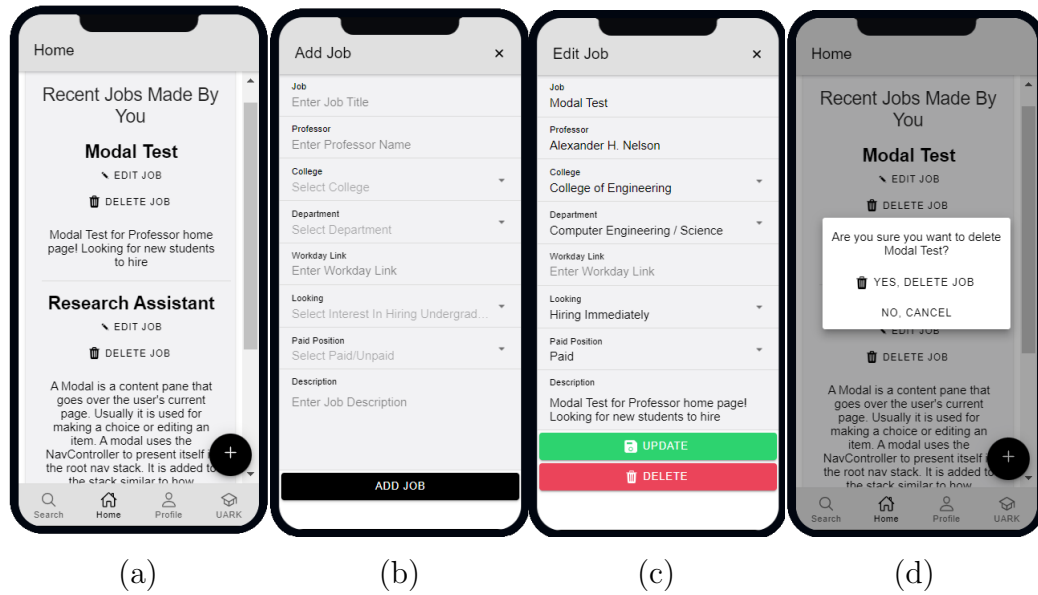 Home
Recent Jobs Made By
You
Modal Test
EDIT JOB
DELETE JOB
Modal Test for Professor home
page! Looking for new students
to hire
Research Assistant
EDIT JOB
DELETE JOB
A Modal is a content pane that
goes over the user's current
page. Usually it is used for
making a choice or editing an
item. A modal uses the
NavController to present itself
the root nav stack. It is added to
the stack similar to how
+
Search Home Profile UARK
(a)
Add Job ×
Job
Enter Job Title
Professor
Enter Professor Name
College
Select College
Department
Select Department
Workday Link
Enter Workday Link
Looking
Select Interest In Hiring Undergrad...
Paid Position
Select Paid/Unpaid
Description
Enter Job Description
ADD JOB
(b)
Edit Job ×
Job
Modal Test
Professor
Alexander H. Nelson
College
College of Engineering
Department
Computer Engineering / Science
Workday Link
Enter Workday Link
Looking
Hiring Immediately
Paid Position
Paid
Description
Modal Test for Professor home page!
Looking for new students to hire
UPDATE
DELETE
(c)
Home
Recent Jobs Made By
You
Modal Test
EDIT JOB
DELETE JOB
Are you sure you want to delete
Modal Test?
YES, DELETE JOB
NO, CANCEL
EDIT JOB
DELETE JOB
A Modal is a content pane that
goes over the user's current
page. Usually it is used for
making a choice or editing an
item. A modal uses the
NavController to present itself
the root nav stack. It is added to
the stack similar to how
+
Search Home Profile UARK
(d)